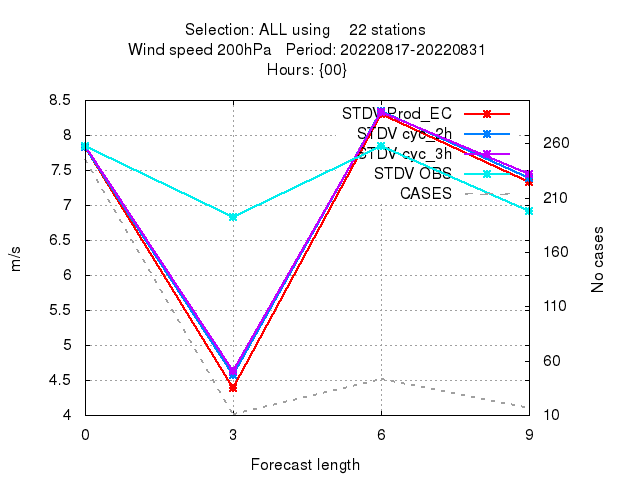 Selection: ALL using 22 stations
Wind speed 200hPa Period: 20220817-20220831
Hours: {00}
STDV Prod_EC
STDV cyc_2h
STDV cyc_3h
STDV OBS
CASES
8.5
8
7.5
7
6.5
6
5.5
5
4.5
4
m/s
260
210
160
110
60
10
No cases
0 3 6 9
Forecast length